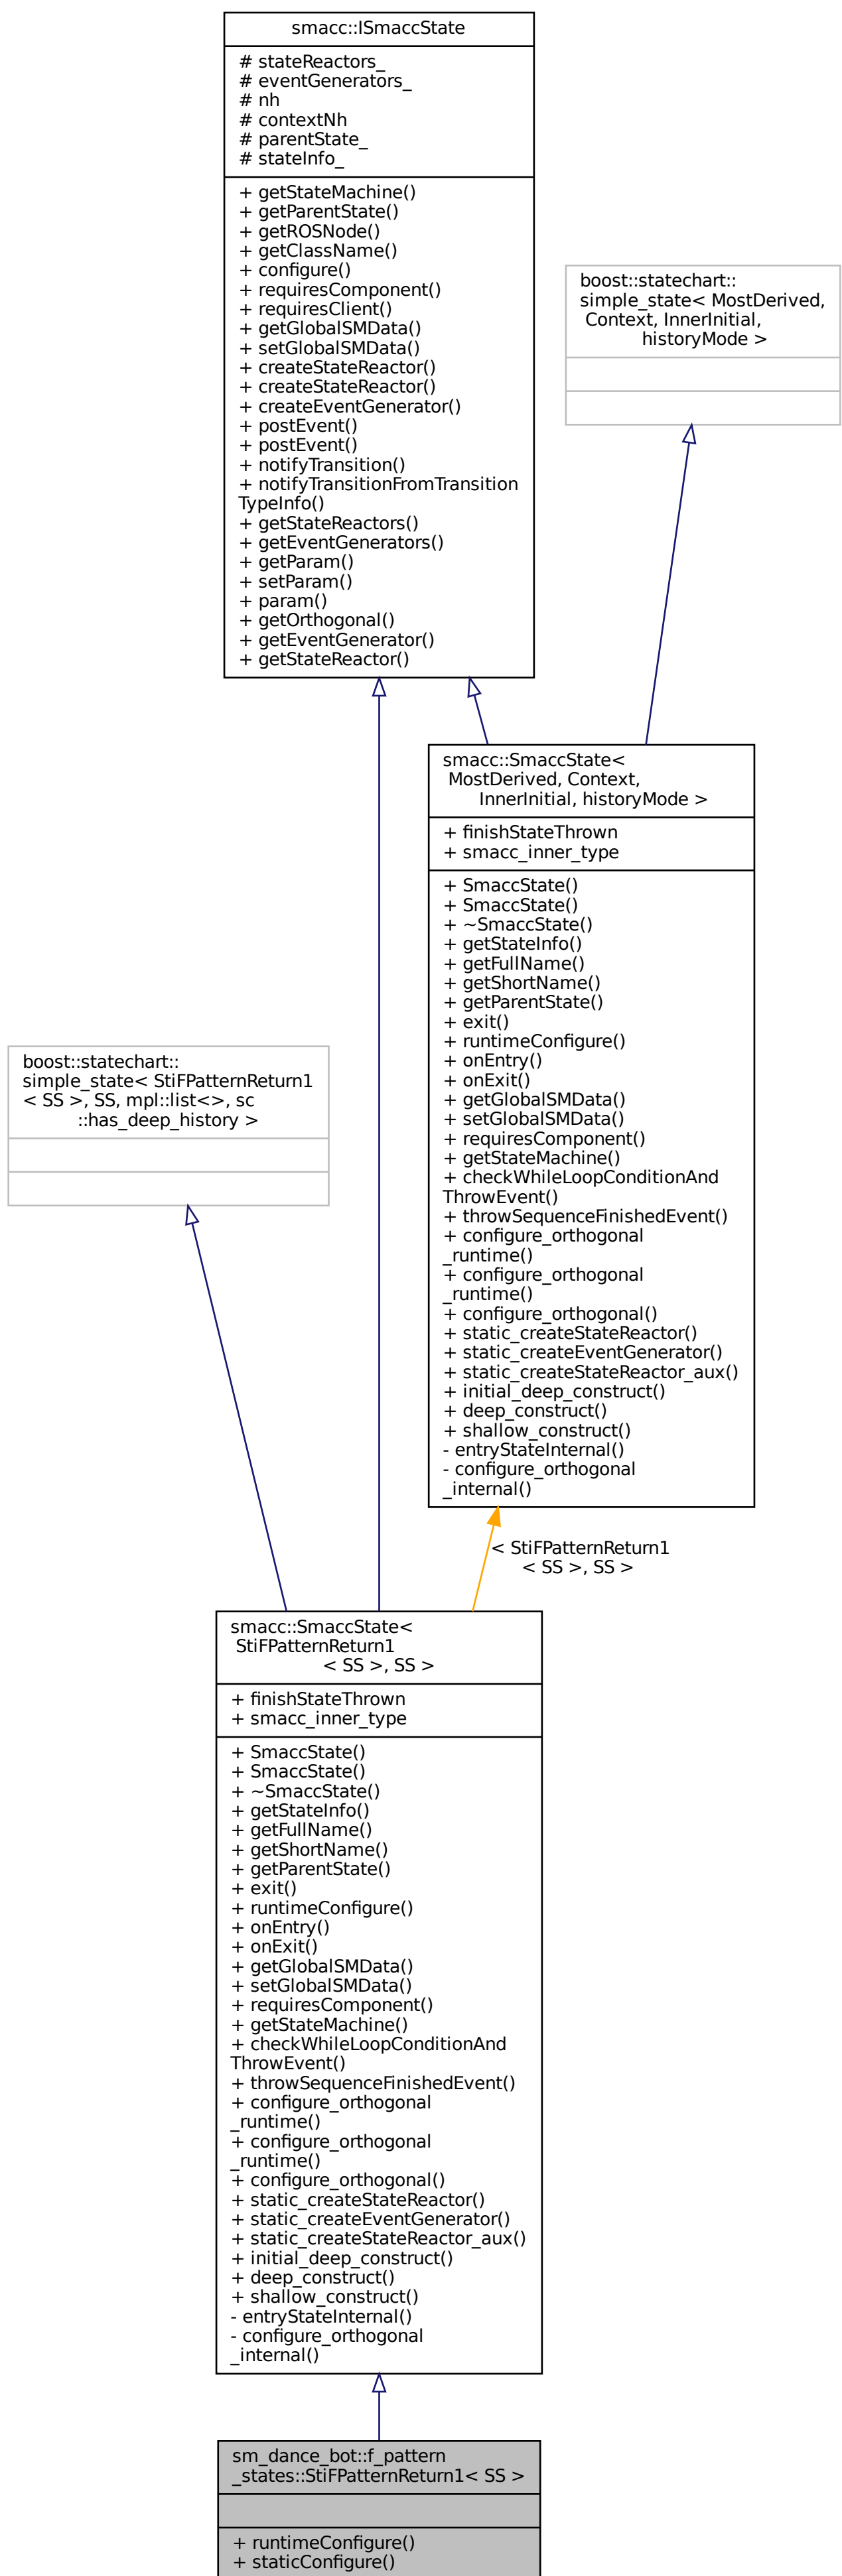 smacc::ISmaccState
# stateReactors_
# eventGenerators_
# nh
# contextNh
# parentState_
# stateInfo_
+ getStateMachine()
+ getParentState()
+ getROSNode()
+ getClassName()
+ configure()
+ requiresComponent()
+ requiresClient()
+ getGlobalSMData()
+ setGlobalSMData()
+ createStateReactor()
+ createStateReactor()
+ createEventGenerator()
+ postEvent()
+ postEvent()
+ notifyTransition()
+ notifyTransitionFromTransition
TypeInfo()
+ getStateReactors()
+ getEventGenerators()
+ getParam()
+ setParam()
+ param()
+ getOrthogonal()
+ getEventGenerator()
+ getStateReactor()
boost::statechart::
simple_state< MostDerived,
Context, InnerInitial,
historyMode >
smacc::SmaccState<
MostDerived, Context,
InnerInitial, historyMode >
+ finishStateThrown
+ smacc_inner_type
+ SmaccState()
+ SmaccState()
+ ~SmaccState()
+ getStateInfo()
+ getFullName()
+ getShortName()
+ getParentState()
+ exit()
+ runtimeConfigure()
+ onEntry()
+ onExit()
+ getGlobalSMData()
+ setGlobalSMData()
+ requiresComponent()
+ getStateMachine()
+ checkWhileLoopConditionAnd
ThrowEvent()
+ throwSequenceFinishedEvent()
+ configure_orthogonal
_runtime()
+ configure_orthogonal
_runtime()
+ configure_orthogonal()
+ static_createStateReactor()
+ static_createEventGenerator()
+ static_createStateReactor_aux()
+ initial_deep_construct()
+ deep_construct()
+ shallow_construct()
- entryStateInternal()
- configure_orthogonal
_internal()
boost::statechart::
simple_state< StiFPatternReturn1
< SS >, SS, mpl::list<>, sc
::has_deep_history >
< StiFPatternReturn1
< SS >, SS >
smacc::SmaccState<
StiFPatternReturn1
< SS >, SS >
+ finishStateThrown
+ smacc_inner_type
+ SmaccState()
+ SmaccState()
+ ~SmaccState()
+ getStateInfo()
+ getFullName()
+ getShortName()
+ getParentState()
+ exit()
+ runtimeConfigure()
+ onEntry()
+ onExit()
+ getGlobalSMData()
+ setGlobalSMData()
+ requiresComponent()
+ getStateMachine()
+ checkWhileLoopConditionAnd
ThrowEvent()
+ throwSequenceFinishedEvent()
+ configure_orthogonal
_runtime()
+ configure_orthogonal
_runtime()
+ configure_orthogonal()
+ static_createStateReactor()
+ static_createEventGenerator()
+ static_createStateReactor_aux()
+ initial_deep_construct()
+ deep_construct()
+ shallow_construct()
- entryStateInternal()
- configure_orthogonal
_internal()
sm_dance_bot::f_pattern
_states::StiFPatternReturn1< SS >
+ runtimeConfigure()
+ staticConfigure()